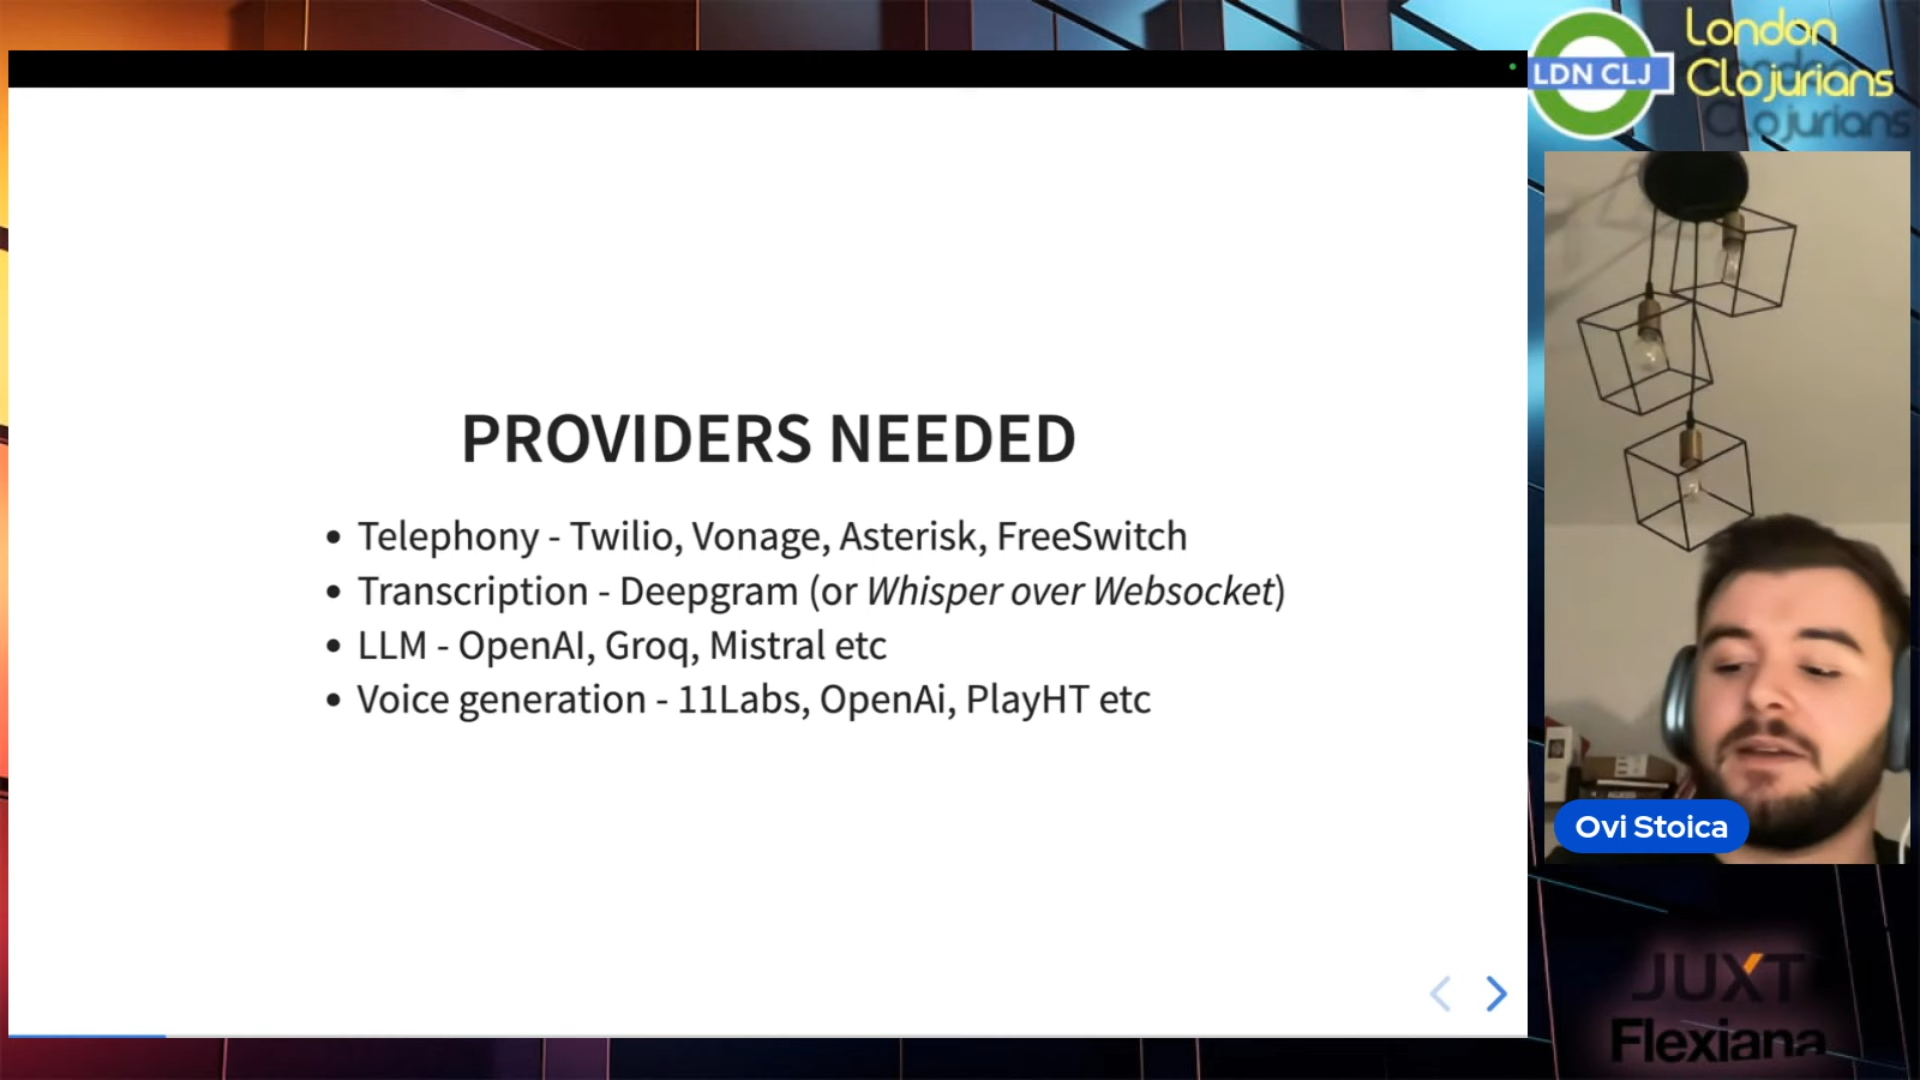 PROVIDERS NEEDED
• Telephony - Twilio, Vonage, Asterisk, FreeSwitch
• Transcription - Deepgram (or Whisper over Websocket)
• LLM - OpenAI, Groq, Mistral etc
• Voice generation - 11Labs, OpenAi, PlayHT etc
LDN CLJ
London
Clojurians
Clojurians
Ovi Stoica
JUXT
Flexiana